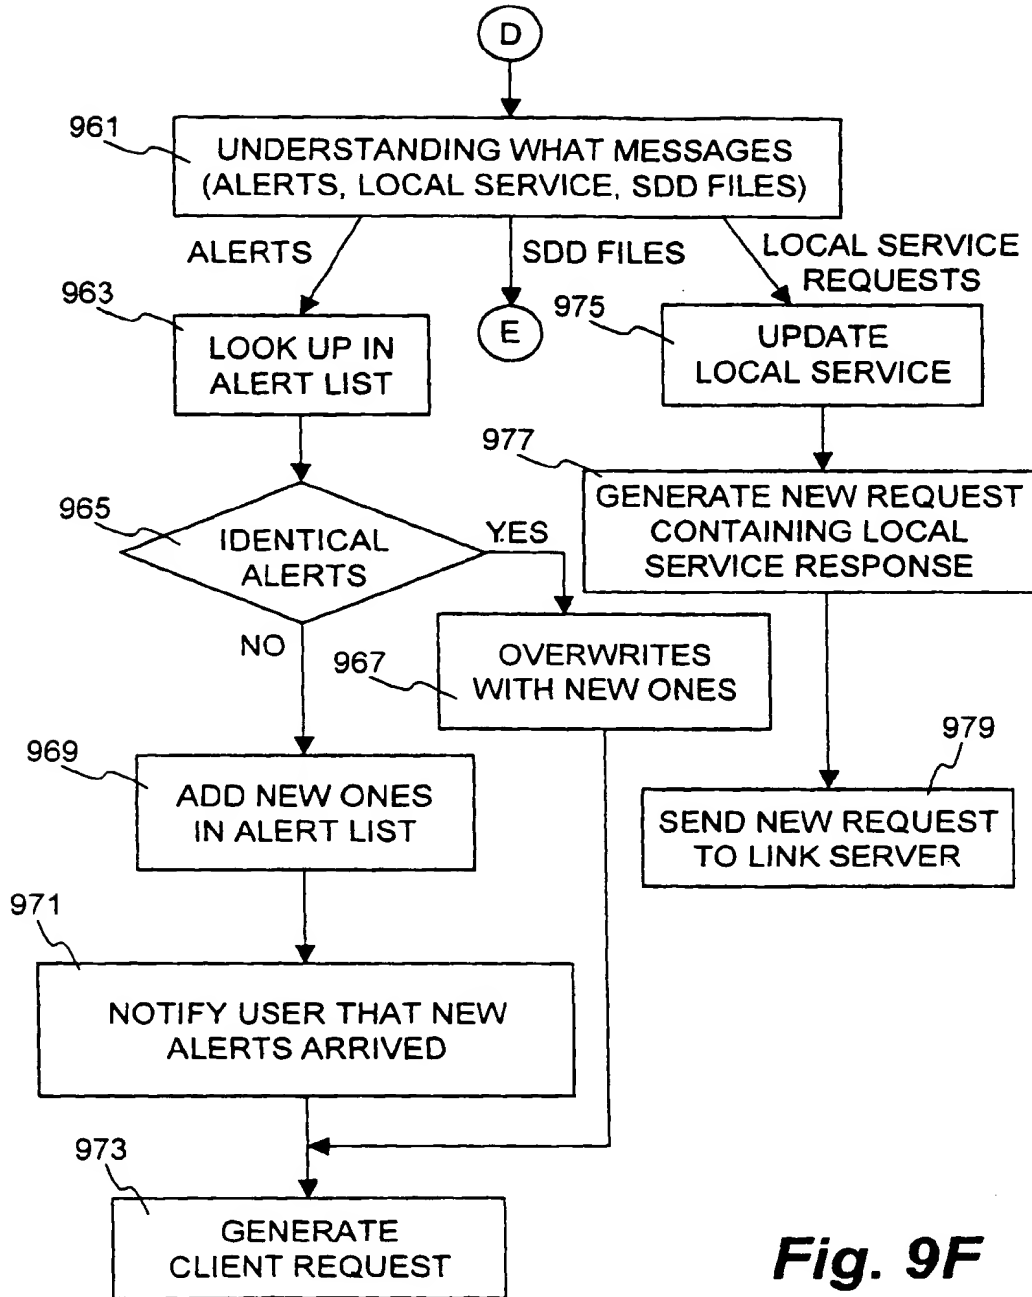 D
961
UNDERSTANDING WHAT MESSAGES
(ALERTS, LOCAL SERVICE, SDD FILES)
ALERTS
SDD FILES
LOCAL SERVICE
REQUESTS
963
LOOK UP IN
ALERT LIST
E
975
UPDATE
LOCAL SERVICE
977
GENERATE NEW REQUEST
CONTAINING LOCAL
SERVICE RESPONSE
965
IDENTICAL
ALERTS
YES
NO
967
OVERWRITES
WITH NEW ONES
979
SEND NEW REQUEST
TO LINK SERVER
969
ADD NEW ONES
IN ALERT LIST
971
NOTIFY USER THAT NEW
ALERTS ARRIVED
973
GENERATE
CLIENT REQUEST
Fig. 9F